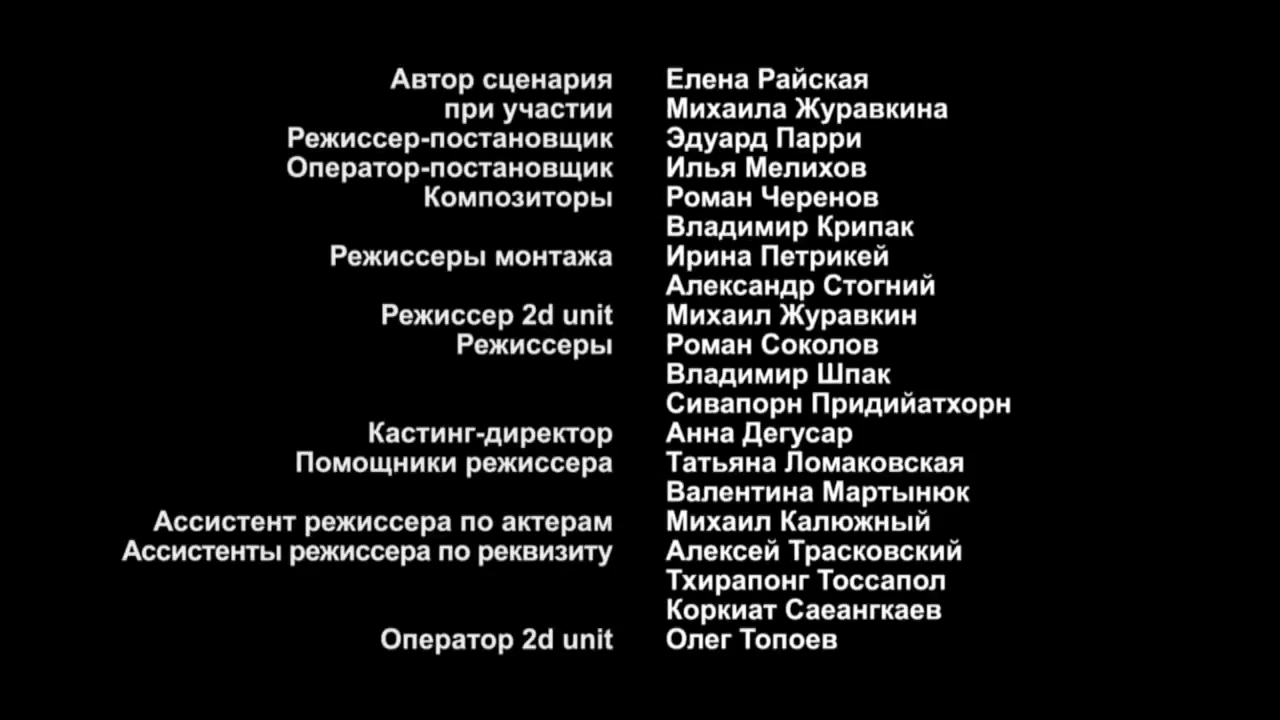 Автор сценария Елена Райская
при участии Михаила Журавкина
Режиссер-постановщик Эдуард Парри
Оператор-постановщик Илья Мелихов
Композиторы Роман Черенов
Владимир Крипак
Режиссеры монтажа Ирина Петрикей
Александр Стогний
Режиссер 2d unit Михаил Журавкин
Режиссеры Роман Соколов
Владимир Шпак
Сивапорн Придийатхорн
Кастинг-директор Анна Дегусар
Помощники режиссера Татьяна Ломаковская
Валентина Мартынюк
Ассистент режиссера по актерам Михаил Калюжный
Ассистенты режиссера по реквизиту Алексей Трасковский
Тхирапонг Тоссапол
Коркиат Саеангкаев
Оператор 2d unit Олег Топоев